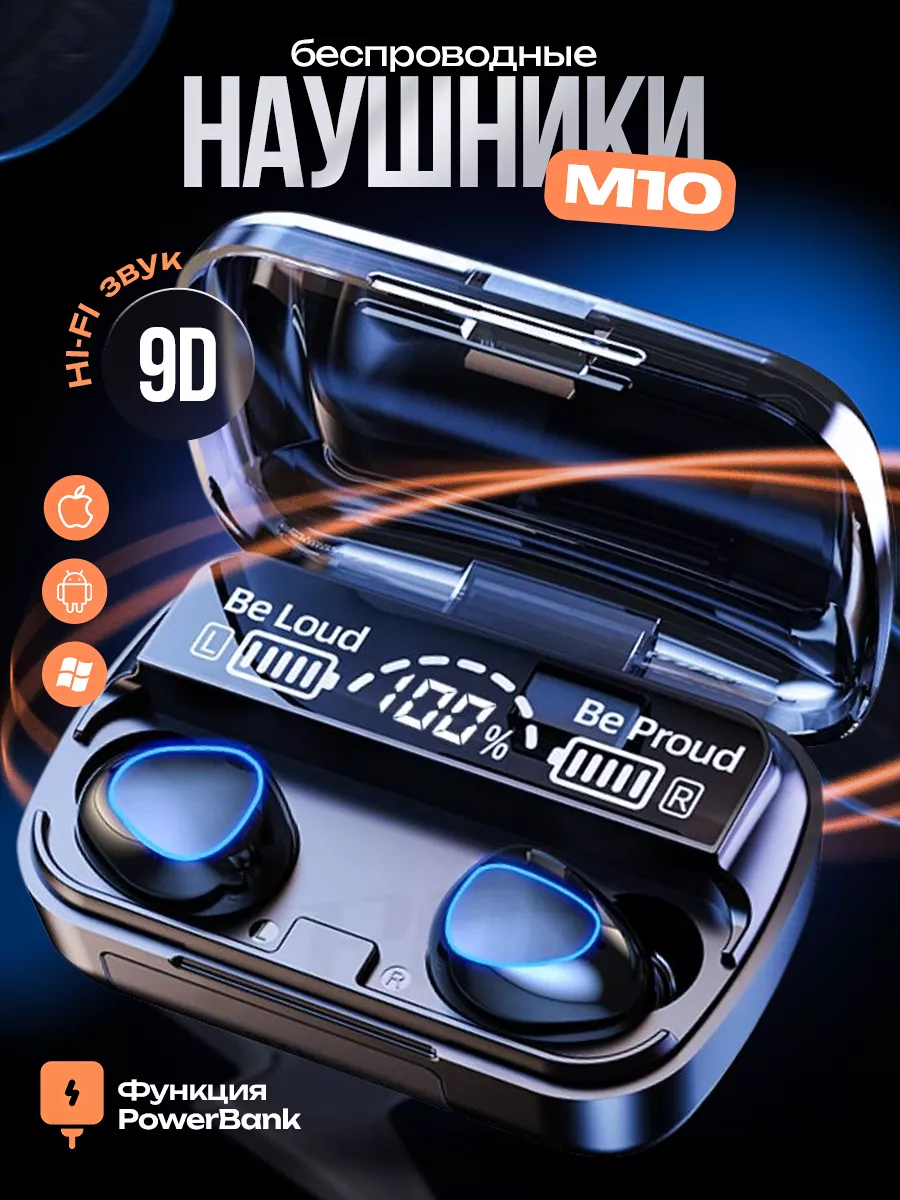 беспроводные
НАУШНИКИ
M10
HI-FI ЗВУК
9D
Be Loud
L
100%
Be Proud
R
L
R
Функция
PowerBank